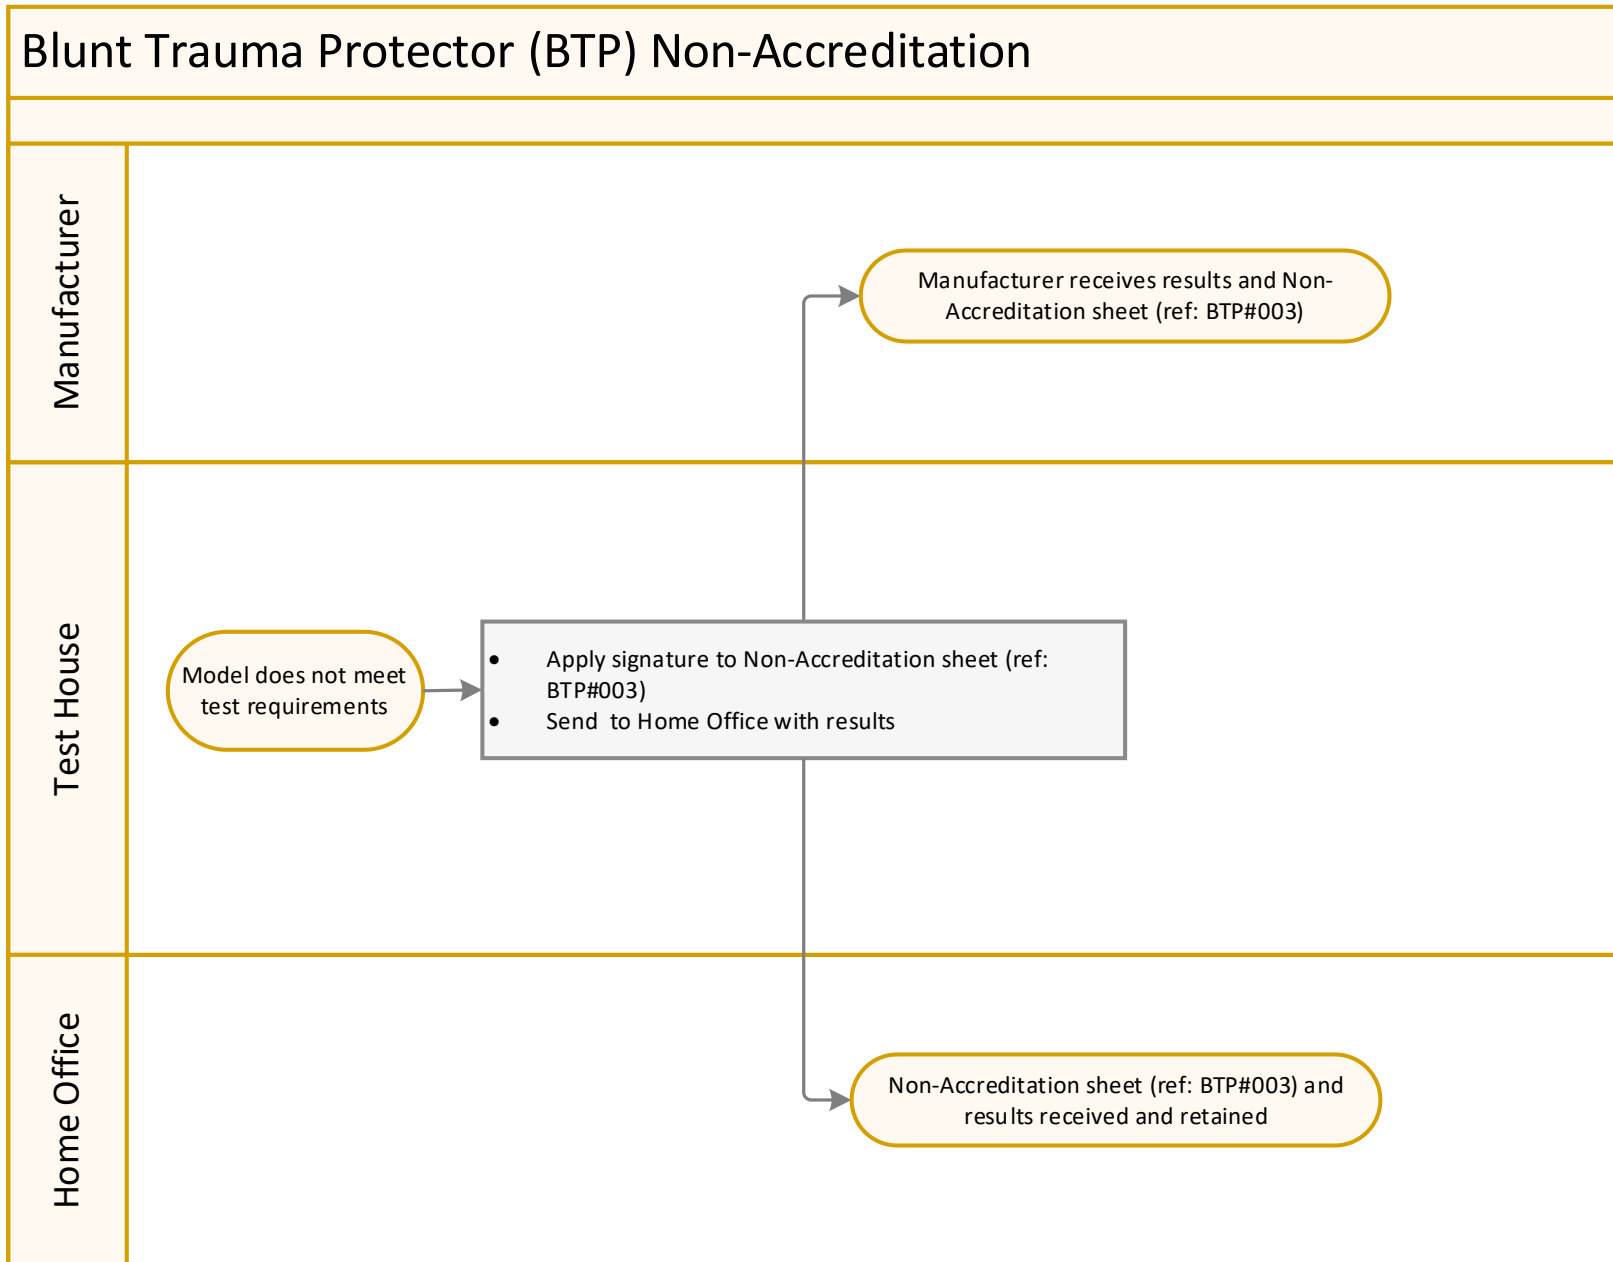 Blunt Trauma Protector (BTP) Non-Accreditation
Manufacturer
Manufacturer receives results and Non-
Accreditation sheet (ref: BTP#003)
Test House
Model does not meet
test requirements
• Apply signature to Non-Accreditation sheet (ref:
BTP#003)
• Send  to Home Office with results
Home Office
Non-Accreditation sheet (ref: BTP#003) and
results received and retained